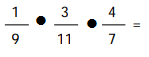 1/9 • 3/11 • 4/7 =